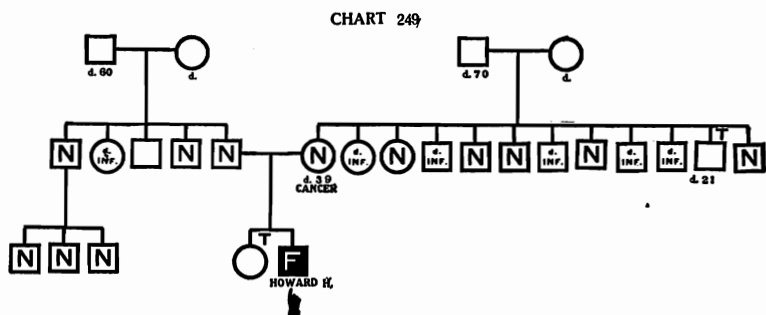 CHART 249
d. 60
d.
d. 70
d.
T
N
INF.
N
N
N
d. INF.
N
d. INF.
N
N
d. INF.
N
d. INF.
d. INF.
N
d. 39
CANCER
d. 21
T
N
N
N
F
HOWARD H.